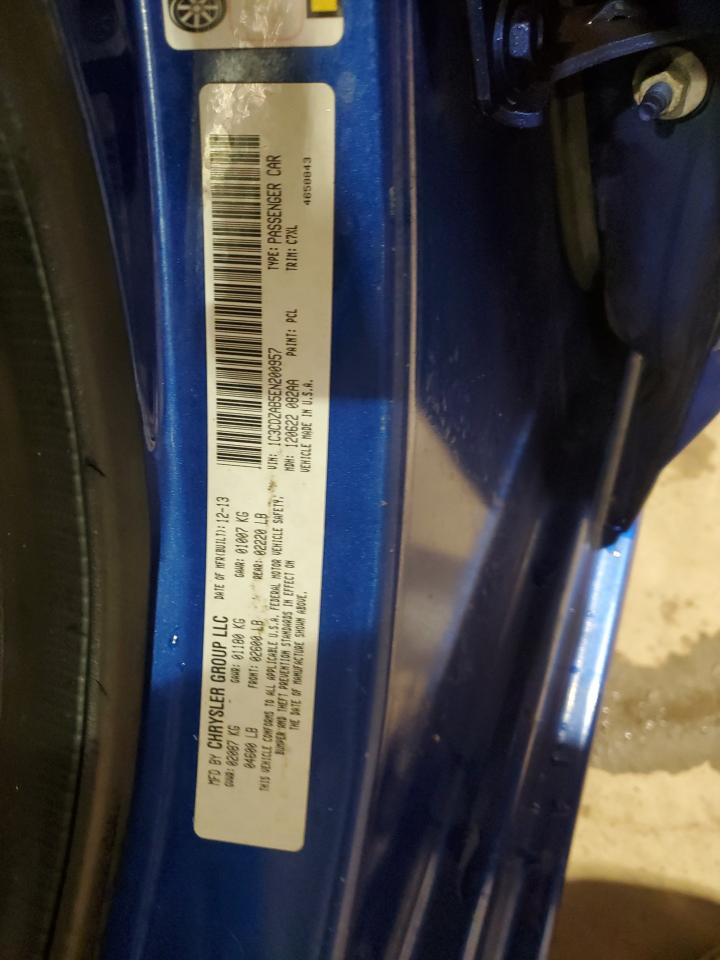 MFD BY CHRYSLER GROUP LLC DATE OF MFR(BUILT): 12-13
GVWR: 02087 KG GAWR: 01180 KG GAWR: 01007 KG
04600 LB FRONT: 02600 LB REAR: 02220 LB
THIS VEHICLE CONFORMS TO ALL APPLICABLE U.S.A. FEDERAL MOTOR VEHICLE SAFETY,
BUMPER AND THEFT PREVENTION STANDARDS IN EFFECT ON
THE DATE OF MANUFACTURE SHOWN ABOVE.
VIN: 1C3CDZAB5EN200957 TYPE: PASSENGER CAR
MDH: 120622 082AA PAINT: PCL TRIM: C7XL
VEHICLE MADE IN U.S.A. 4650843